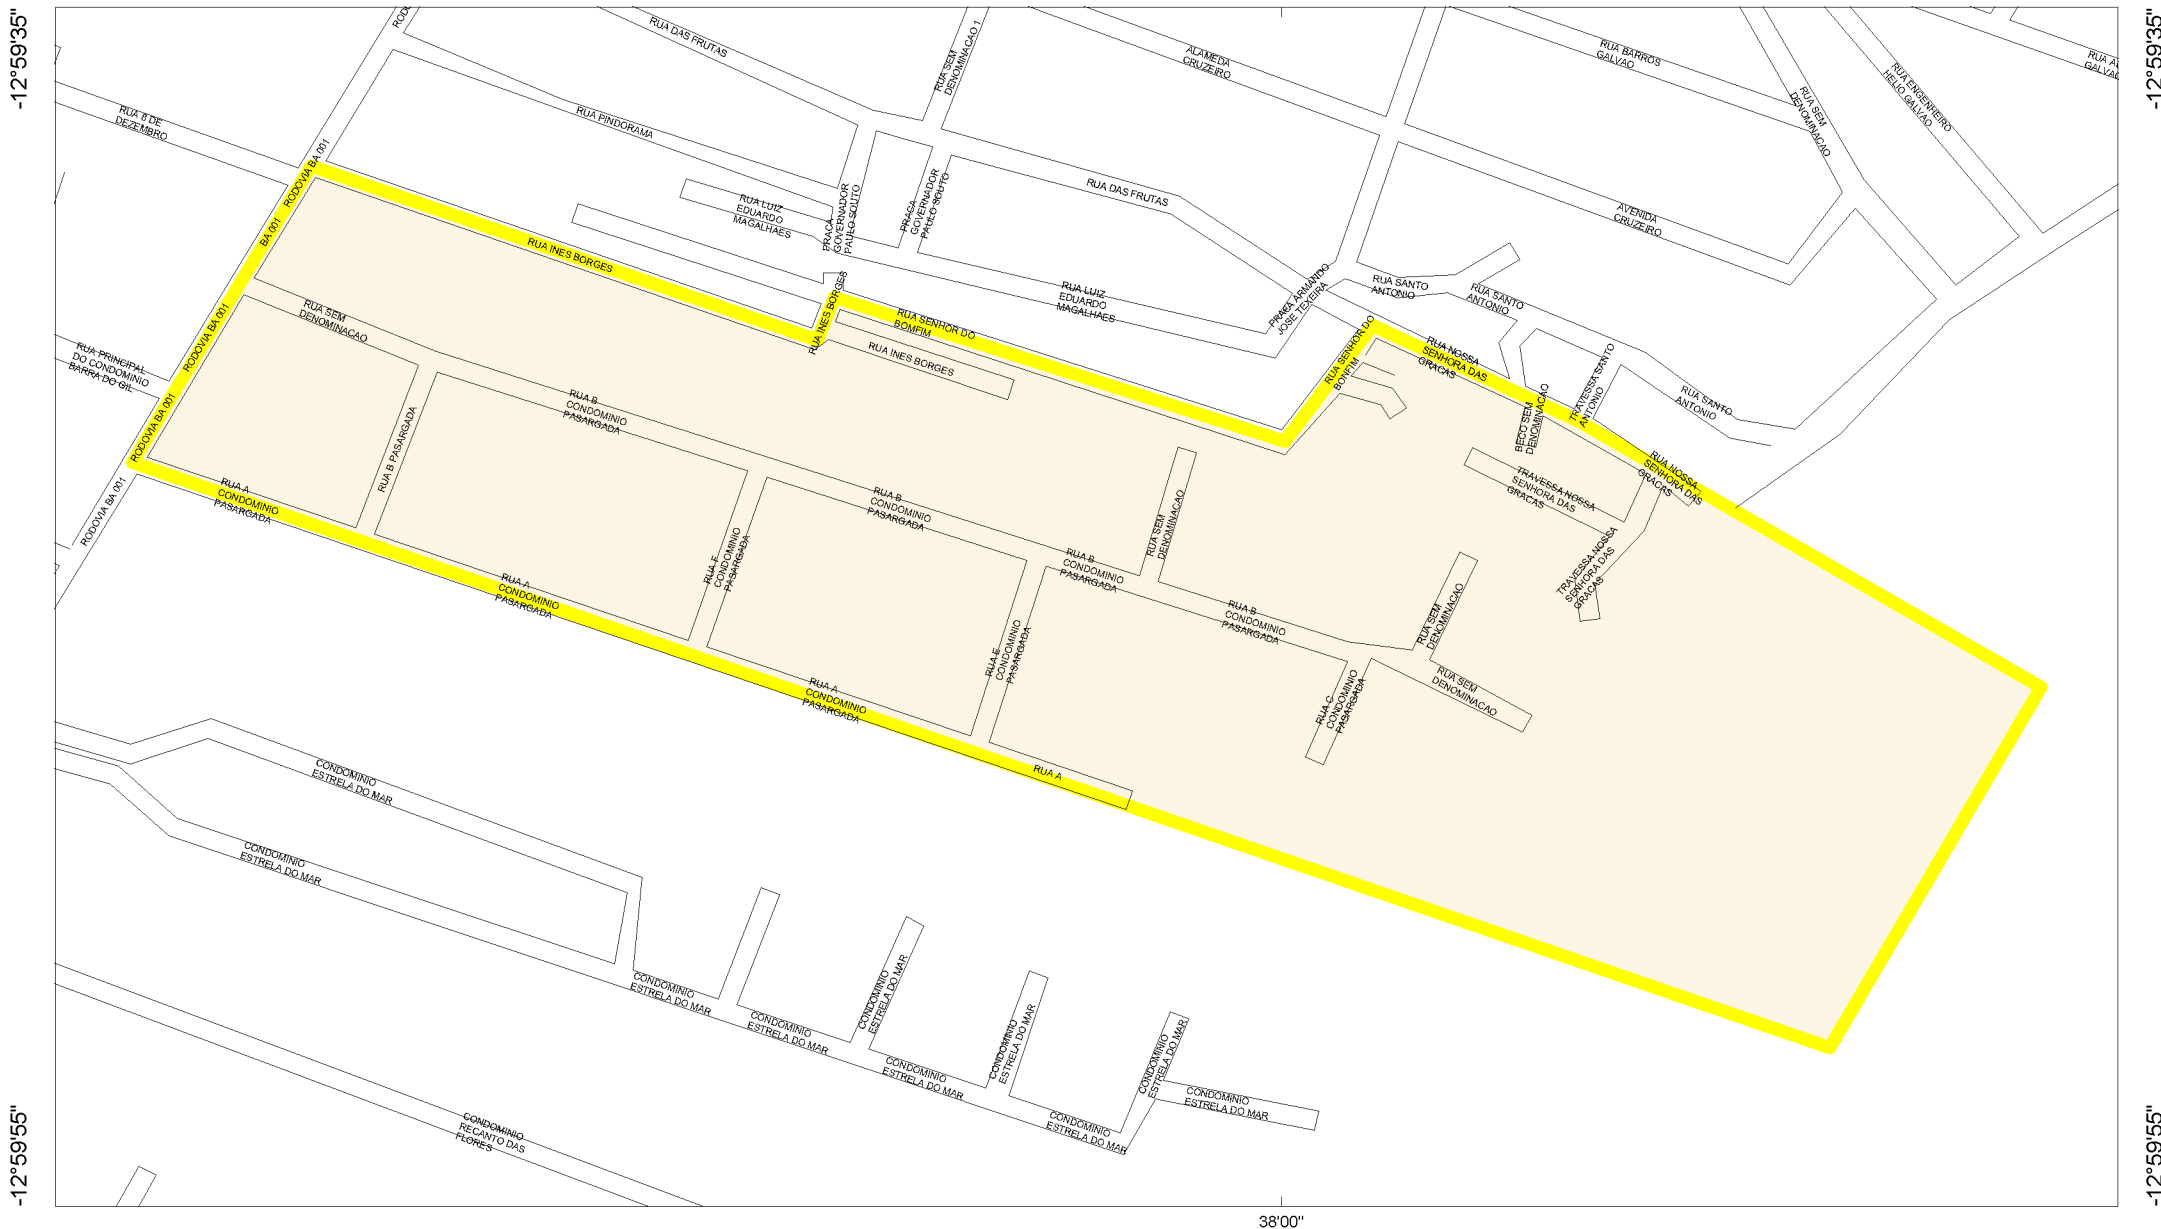 -12°59'35"
-12°59'35"
RUA DAS FRUTAS
RUA SEM
DENOMINACAO 1
ALAMEDA
CRUZEIRO
RUA BARROS
GALVAO
RUA ENGENHEIRO
HELIO GALVAO
RUA SEM
DENOMINACAO
RUA 8 DE
DEZEMBRO
RUA PINDORAMA
RODOVIA BA 001
BA 001
RODOVIA BA 001
RODOVIA BA 001
RODOVIA BA 001
RUA LUIZ
EDUARDO
MAGALHAES
PRACA
GOVERNADOR
PAULO SOUTO
PRACA
GOVERNADOR
PAULO SOUTO
RUA DAS FRUTAS
AVENIDA
CRUZEIRO
RUA INES BORGES
RUA INES BORGES
RUA LUIZ
EDUARDO
MAGALHAES
PRACA ARMANDO
JOSE TEXEIRA
RUA SANTO
ANTONIO
RUA SANTO
ANTONIO
RUA SEM
DENOMINACAO
RUA SENHOR DO
BOMFIM
RUA INES BORGES
RUA SENHOR DO
BONFIM
RUA NOSSA
SENHORA DAS
GRACAS
TRAVESSA SANTO
ANTONIO
RUA SANTO
ANTONIO
BECO SEM
DENOMINACAO
RUA PRINCIPAL
DO CONDOMINIO
BARRA DO GIL
RUA B PASARGADA
RUA B
CONDOMINIO
PASARGADA
RUA NOSSA
SENHORA DAS
GRACAS
TRAVESSA NOSSA
SENHORA DAS
GRACAS
RUA A
CONDOMINIO
PASARGADA
RUA B
CONDOMINIO
PASARGADA
RUA SEM
DENOMINACAO
RUA F
CONDOMINIO
PASARGADA
RUA B
CONDOMINIO
PASARGADA
TRAVESSA NOSSA
SENHORA DAS
GRACAS
RUA A
CONDOMINIO
PASARGADA
RUA B
CONDOMINIO
PASARGADA
RUA SEM
DENOMINACAO
RUA E
CONDOMINIO
PASARGADA
RUA C
CONDOMINIO
PASARGADA
RUA SEM
DENOMINACAO
RUA A
CONDOMINIO
PASARGADA
RUA A
CONDOMINIO
ESTRELA DO MAR
CONDOMINIO
ESTRELA DO MAR
CONDOMINIO
ESTRELA DO MAR
CONDOMINIO
ESTRELA DO MAR
CONDOMINIO
ESTRELA DO MAR
CONDOMINIO
ESTRELA DO MAR
CONDOMINIO
ESTRELA DO MAR
CONDOMINIO
ESTRELA DO MAR
CONDOMINIO
ESTRELA DO MAR
CONDOMINIO
ESTRELA DO MAR
CONDOMINIO
RECANTO DAS
FLORES
-12°59'55"
-12°59'55"
38'00"